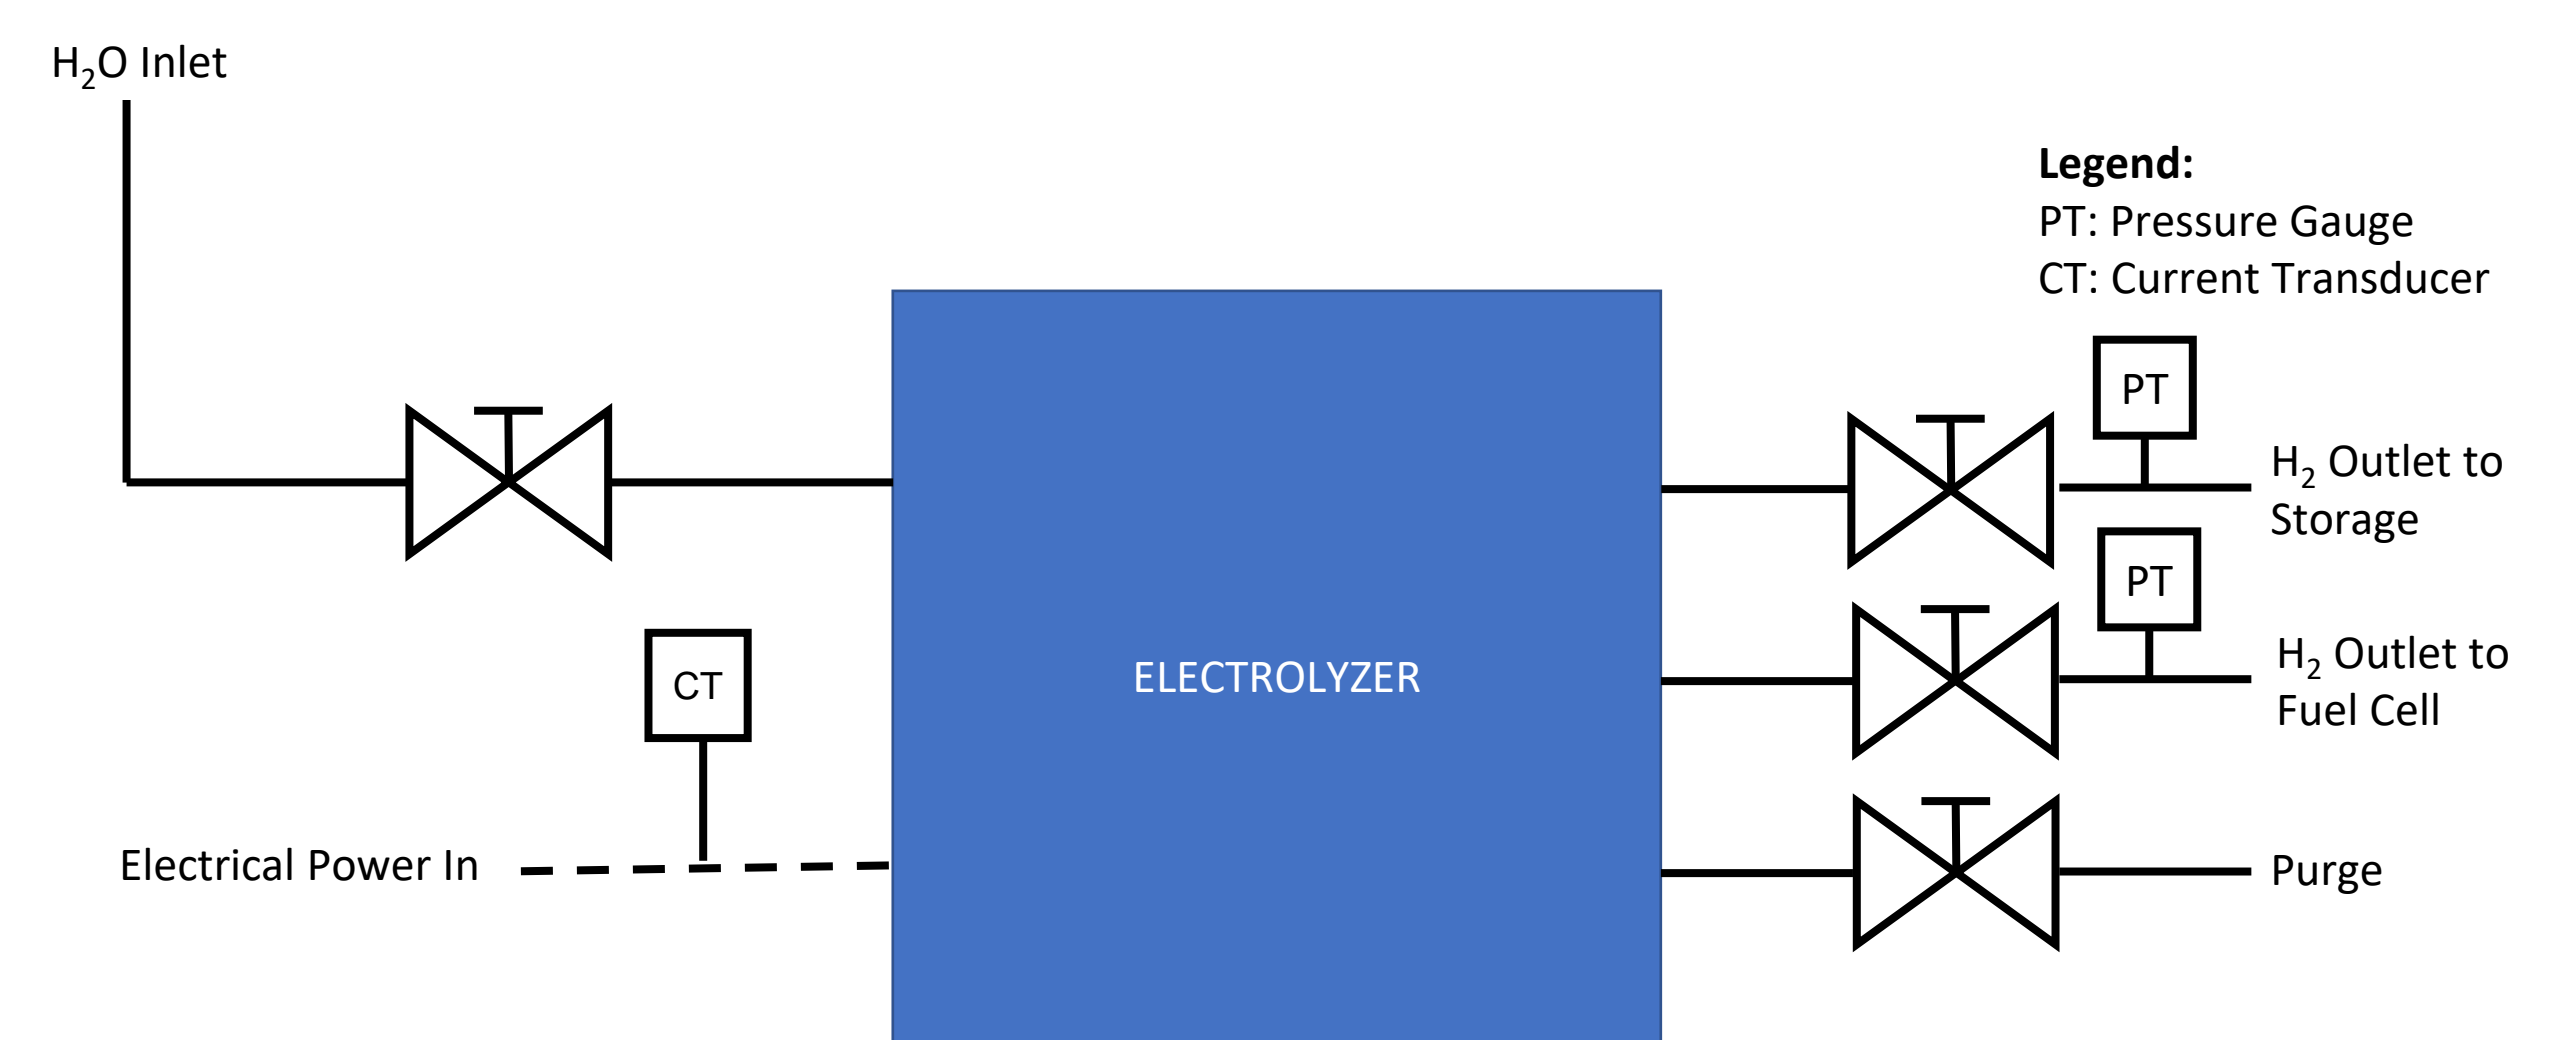 H₂O Inlet
Legend:
PT: Pressure Gauge
CT: Current Transducer
PT
H₂ Outlet to
Storage
PT
H₂ Outlet to
Fuel Cell
ELECTROLYZER
CT
Electrical Power In
Purge